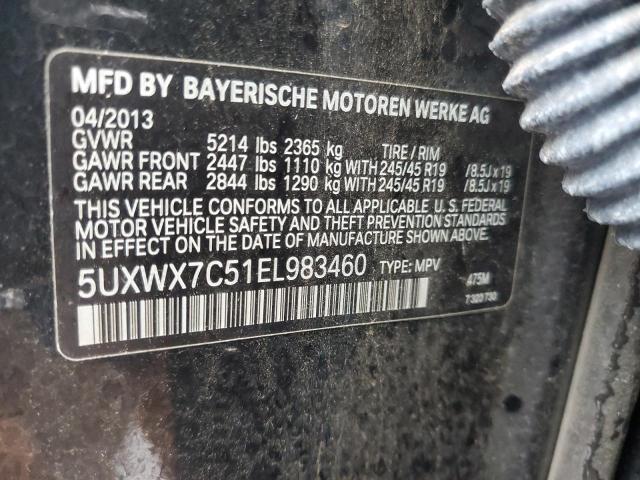 MFD BY BAYERISCHE MOTOREN WERKE AG
04/2013
GVWR 5214 lbs 2365 kg TIRE / RIM
GAWR FRONT 2447 lbs 1110 kg WITH 245/45 R19 /8.5J x 19
GAWR REAR 2844 lbs 1290 kg WITH 245/45 R19 /8.5J x 19
THIS VEHICLE CONFORMS TO ALL APPLICABLE U.S. FEDERAL
MOTOR VEHICLE SAFETY AND THEFT PREVENTION STANDARDS
IN EFFECT ON THE DATE OF MANUFACTURE SHOWN ABOVE.
5UXWX7C51EL983460 TYPE: MPV 475M
7 320 730